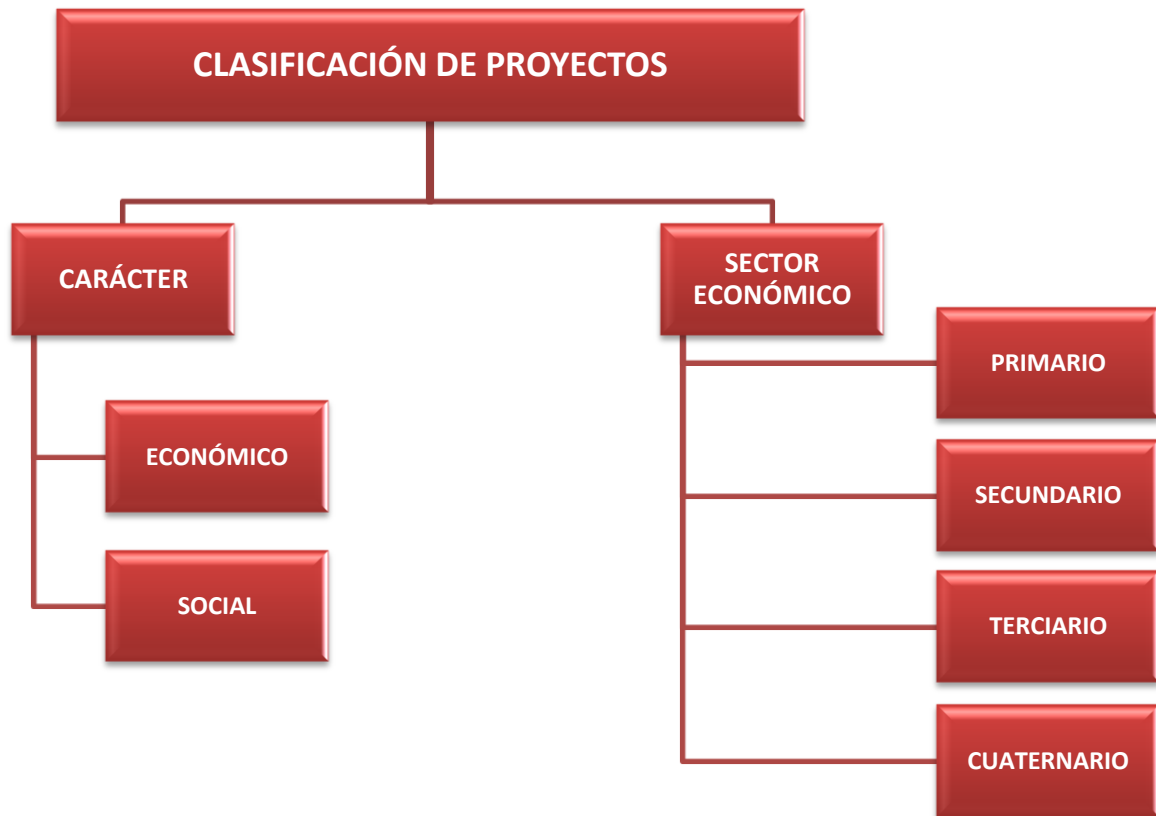 CLASIFICACIÓN DE PROYECTOS
CARÁCTER
ECONÓMICO
SOCIAL
SECTOR
ECONÓMICO
PRIMARIO
SECUNDARIO
TERCIARIO
CUATERNARIO